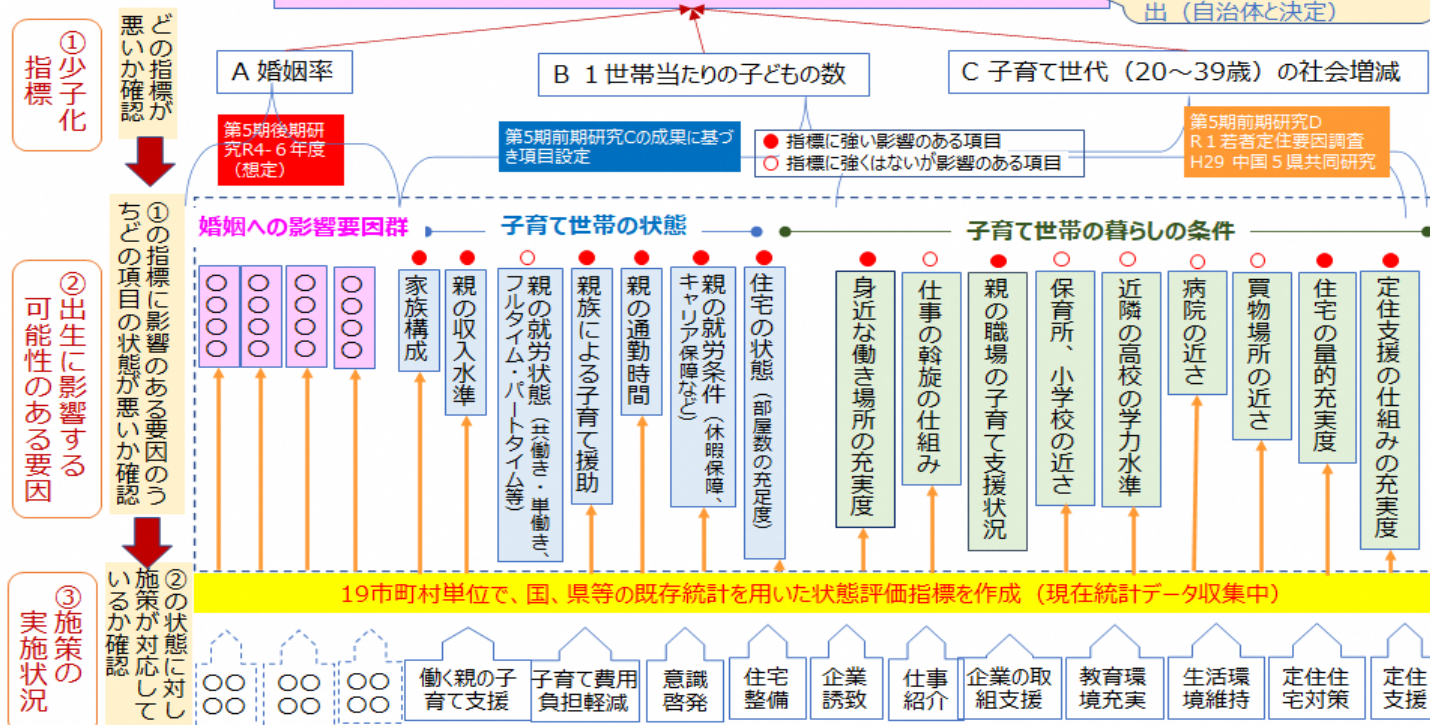 出（自治体と決定）
①少子化
指標
どの指標が
悪いか確認
A 婚姻率
B １世帯当たりの子どもの数
C 子育て世代（20～39歳）の社会増減
第5期後期研
究R4-６年度
（想定）
第5期前期研究Cの成果に基づ
き項目設定
指標に強い影響のある項目
指標に強くはないが影響のある項目
第5期前期研究D
R１若者定住要因調査
H29 中国５県共同研究
②出生に影響する
可能性のある要因
①の指標に影響のある要因のう
ちどの項目の状態が悪いか確認
婚姻への影響要因群
子育て世帯の状態
子育て世帯の暮らしの条件
○○○○
○○○○
○○○○
○○○○
家族構成
親の収入水準
親の就労状態（共働き・単働き、
フルタイム・パートタイム等）
親族による子育て援助
親の通勤時間
親の就労条件（休暇保障、
キャリア保障など）
住宅の状態（部屋数の充足度）
身近な働き場所の充実度
仕事の斡旋の仕組み
親の職場の子育て支援状況
保育所、小学校の近さ
近隣の高校の学力水準
病院の近さ
買物場所の近さ
住宅の量的充実度
定住支援の仕組みの充実度
19市町村単位で、国、県等の既存統計を用いた状態評価指標を作成（現在統計データ収集中）
③施策の
実施状況
②の状態に対し
施策が対応して
いるか確認
○○
○○
○○
○○
○○
○○
働く親の子
育て支援
子育て費用
負担軽減
意識
啓発
住宅
整備
企業
誘致
仕事
紹介
企業の取
組支援
教育環
境充実
生活環
境維持
定住住
宅対策
定住
支援